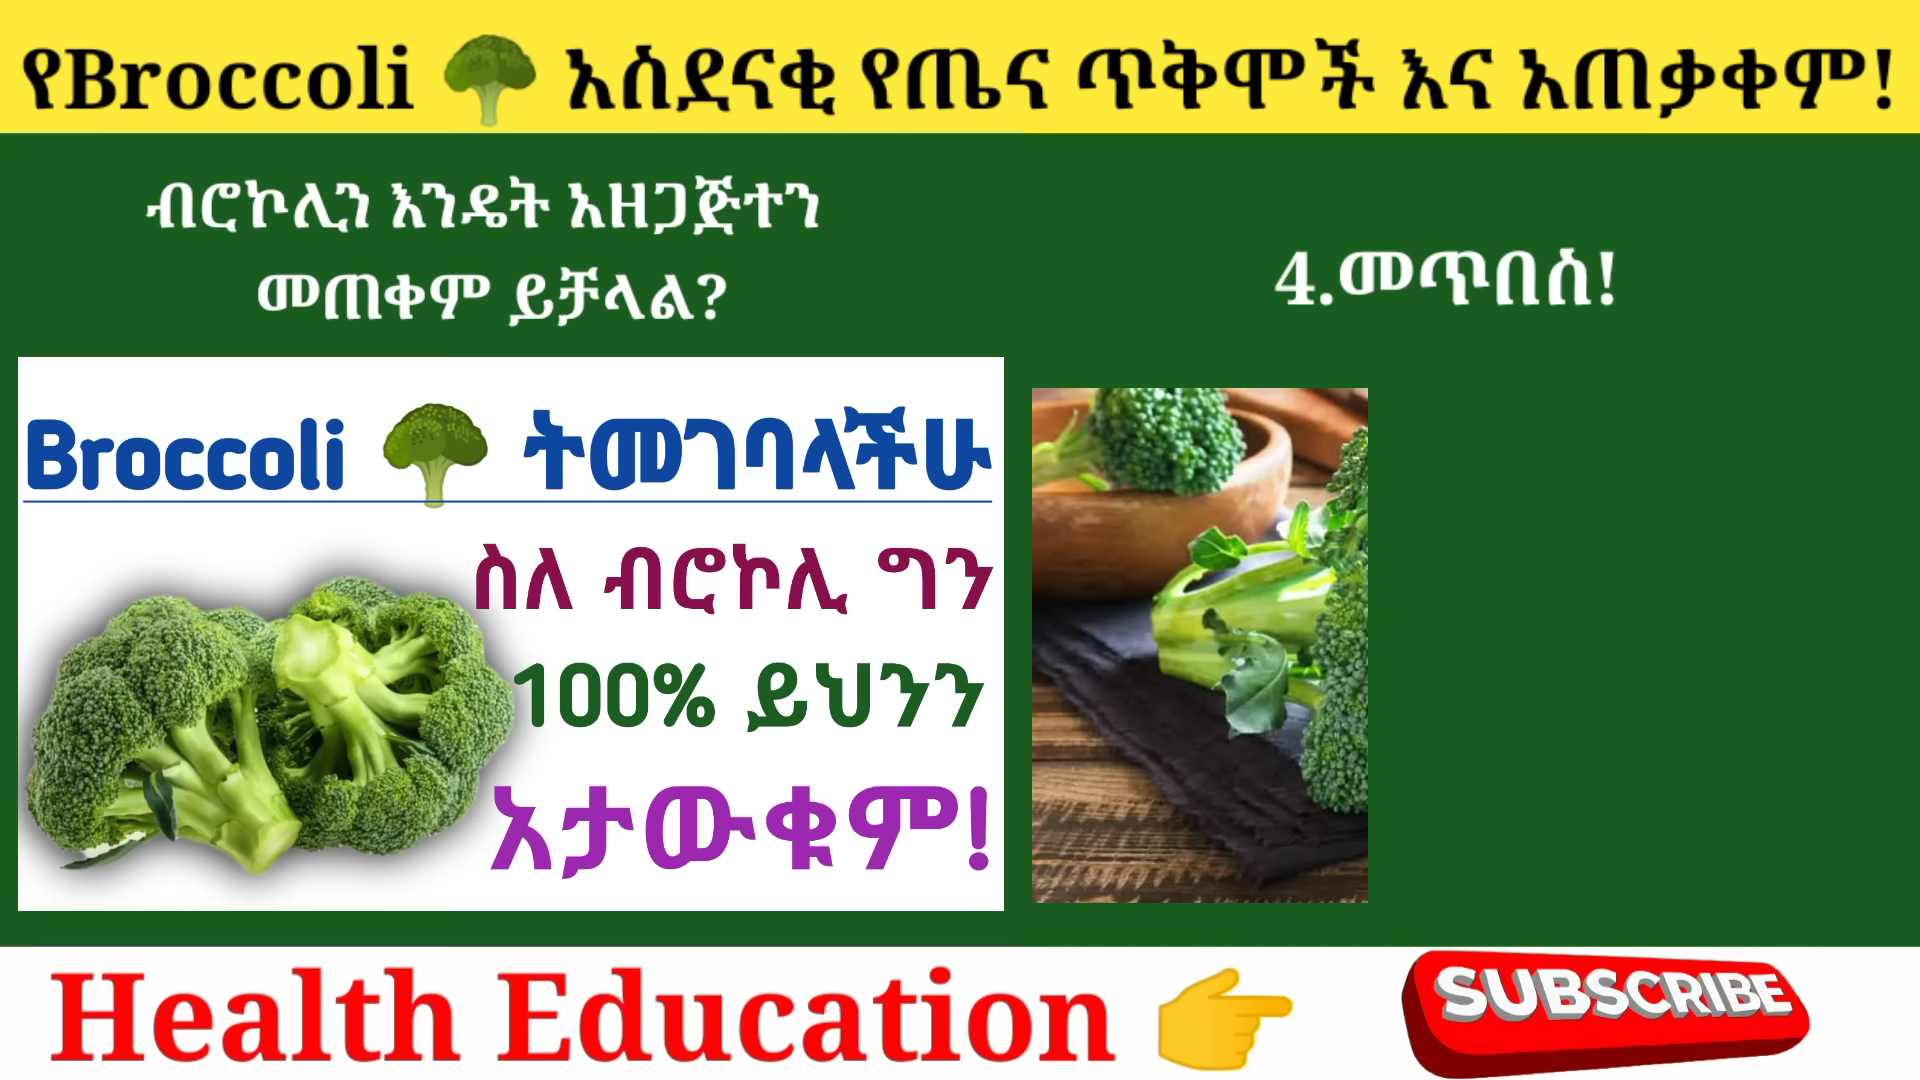 የBroccoli 🥦 አስደናቂ የጤና ጥቅሞች እና አጠቃቀም!
ብሮኮሊን እንዴት አዘጋጅተን
መጠቀም ይቻላል?
4.መጥበስ!
Broccoli 🥦 ትመገባላችሁ
ስለ ብሮኮሊ ግን
100% ይህንን
አታውቁም!
Health Education 👉
SUBSCRIBE